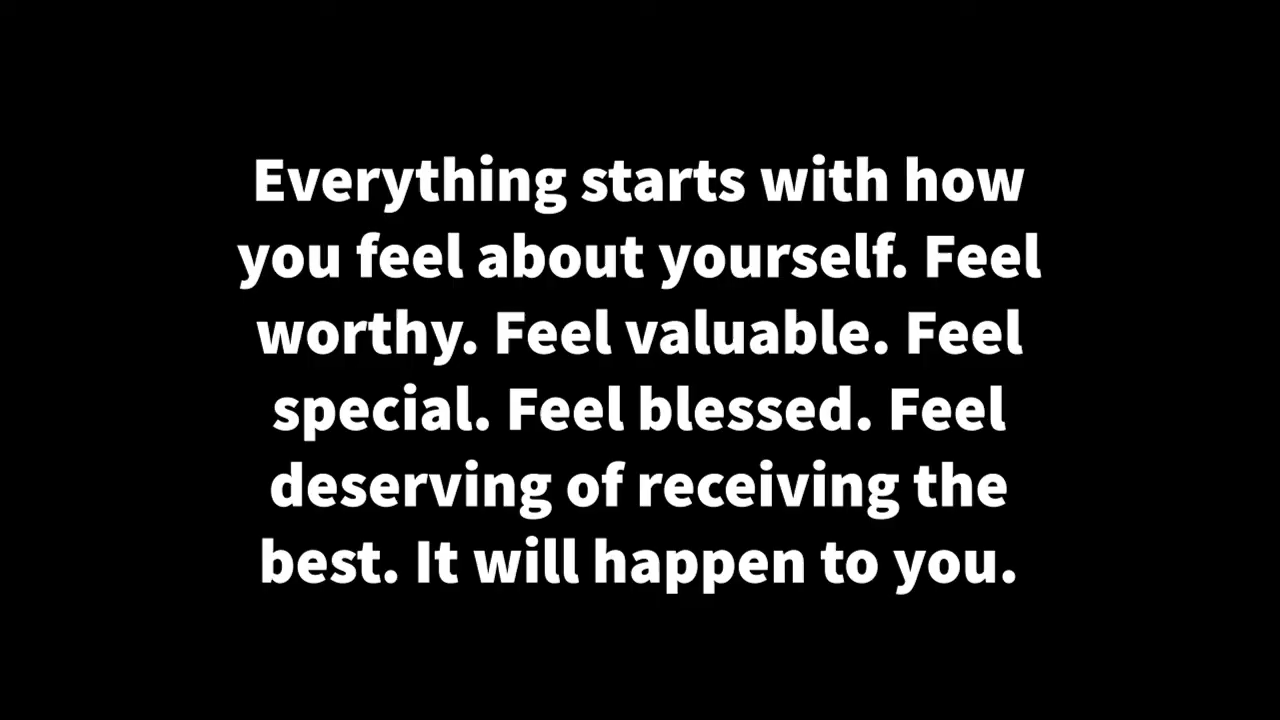 Everything starts with how
you feel about yourself. Feel
worthy. Feel valuable. Feel
special. Feel blessed. Feel
deserving of receiving the
best. It will happen to you.